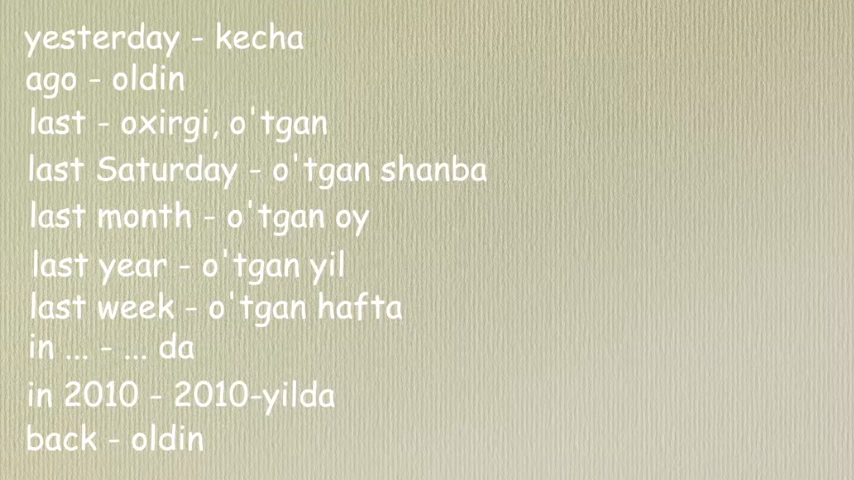 yesterday - kecha
ago - oldin
last - oxirgi, o'tgan
last Saturday - o'tgan shanba
last month - o'tgan oy
last year - o'tgan yil
last week - o'tgan hafta
in ... - ... da
in 2010 - 2010-yilda
back - oldin